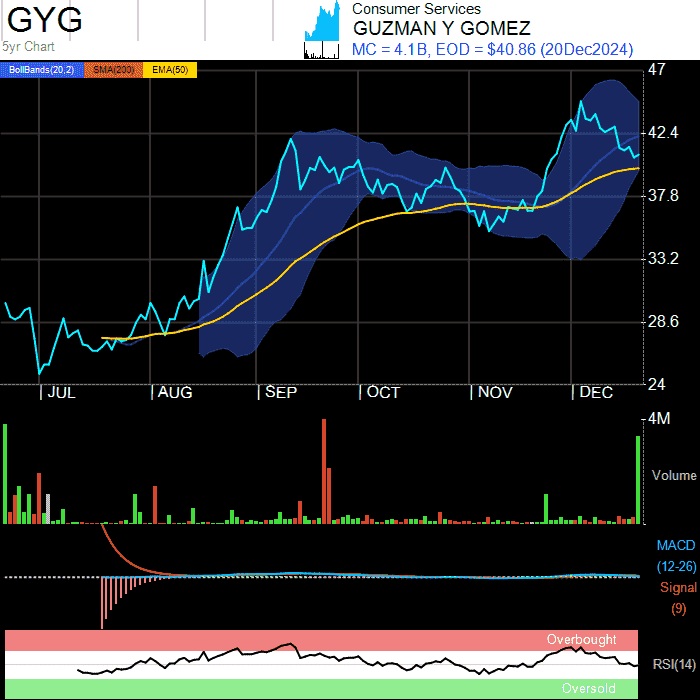 GYG
5yr Chart
Consumer Services
GUZMAN Y GOMEZ
MC = 4.1B, EOD = $40.86 (20Dec2024)
BollBands(20,2) SMA(200) EMA(50)
47
42.4
37.8
33.2
28.6
24
JUL AUG SEP OCT NOV DEC
4M
Volume
MACD
(12-26)
Signal
(9)
Overbought
RSI(14)
Oversold